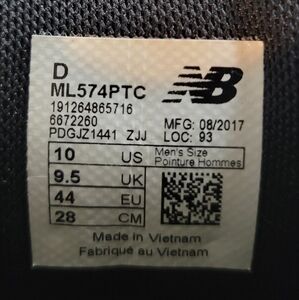 D
ML574PTC
191264865716
6672260
PDGJZ1441 ZJJ
NB
MFG: 08/2017
LOC: 93
10 US
9.5 UK
44 EU
28 CM
Men's Size
Pointure Hommes
Made in Vietnam
Fabriqué au Vietnam